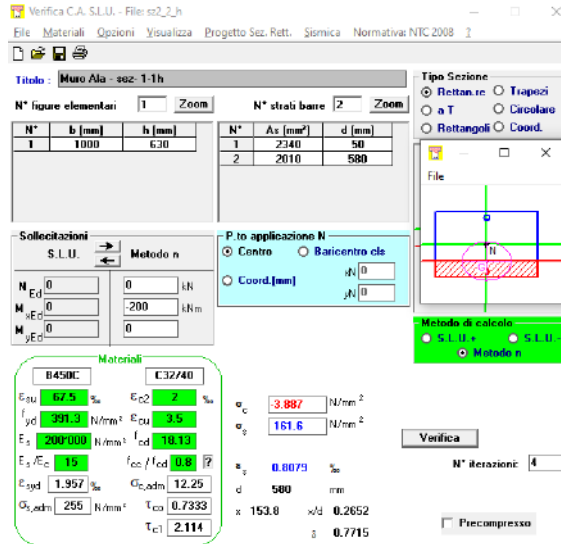 Verifica C.A. S.L.U. - File: sz2_2_h
File Materiali Opzioni Visualizza Progetto Sez. Rett. Sismica Normativa: NTC 2008 ?
Titolo : Muro Ala - sez- 1-1h
N° figure elementari 1 Zoom N° strati barre 2 Zoom
N° b [mm] h [mm]
1 1000 630
N° As [mm²] d [mm]
1 2340 50
2 2010 580
Tipo Sezione
Rettan.re Trapezi
a T Circolare
Rettangoli Coord.
File
N
Sollecitazioni
S.L.U. Metodo n
N Ed 0 0 kN
M xEd 0 -200 kNm
M yEd 0 0
P.to applicazione N
Centro Baricentro cls
Coord.[mm] xN 0
yN 0
Metodo di calcolo
S.L.U.+ S.L.U.-
Metodo n
Materiali
B450C C32/40
εsu 67.5 ‰ εc2 2 ‰
fyd 391.3 N/mm² εcu 3.5
Es 200'000 N/mm² fcd 18.13
Es/Ec 15 fcc / fcd 0.8 ?
εsyd 1.957 ‰ σc,adm 12.25
σs,adm 255 N/mm² τco 0.7333
τc1 2.114
σc -3.887 N/mm²
σs 161.6 N/mm²
εs 0.8079 ‰
d 580 mm
x 153.8 x/d 0.2652
δ 0.7715
Verifica
N° iterazioni: 4
Precompresso